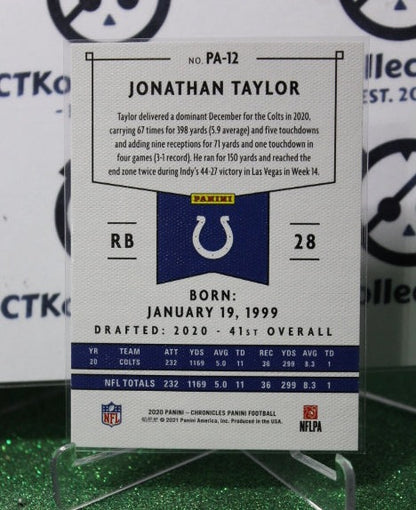 CTKo
llec
EST. 20
NO. PA-12
JONATHAN TAYLOR
Taylor delivered a dominant December for the Colts in 2020,
carrying 67 times for 398 yards (5.9 average) and five touchdowns
and adding nine receptions for 71 yards and one touchdown in
four games (3-1 record). He ran for 150 yards and reached the
end zone twice during Indy's 44-27 victory in Las Vegas in Week 14.
PANINI
RB
28
BORN:
JANUARY 19, 1999
DRAFTED: 2020 - 41ST OVERALL
CTK
ollec
YR TEAM ATT YDS AVG TD REC YDS AVG TD
20 COLTS 232 1169 5.0 11 36 299 8.3 1
NFL TOTALS 232 1169 5.0 11 36 299 8.3 1
NFL
2020 PANINI – CHRONICLES PANINI FOOTBALL
© 2021 Panini America, Inc. Produced in the USA.
NFLPA